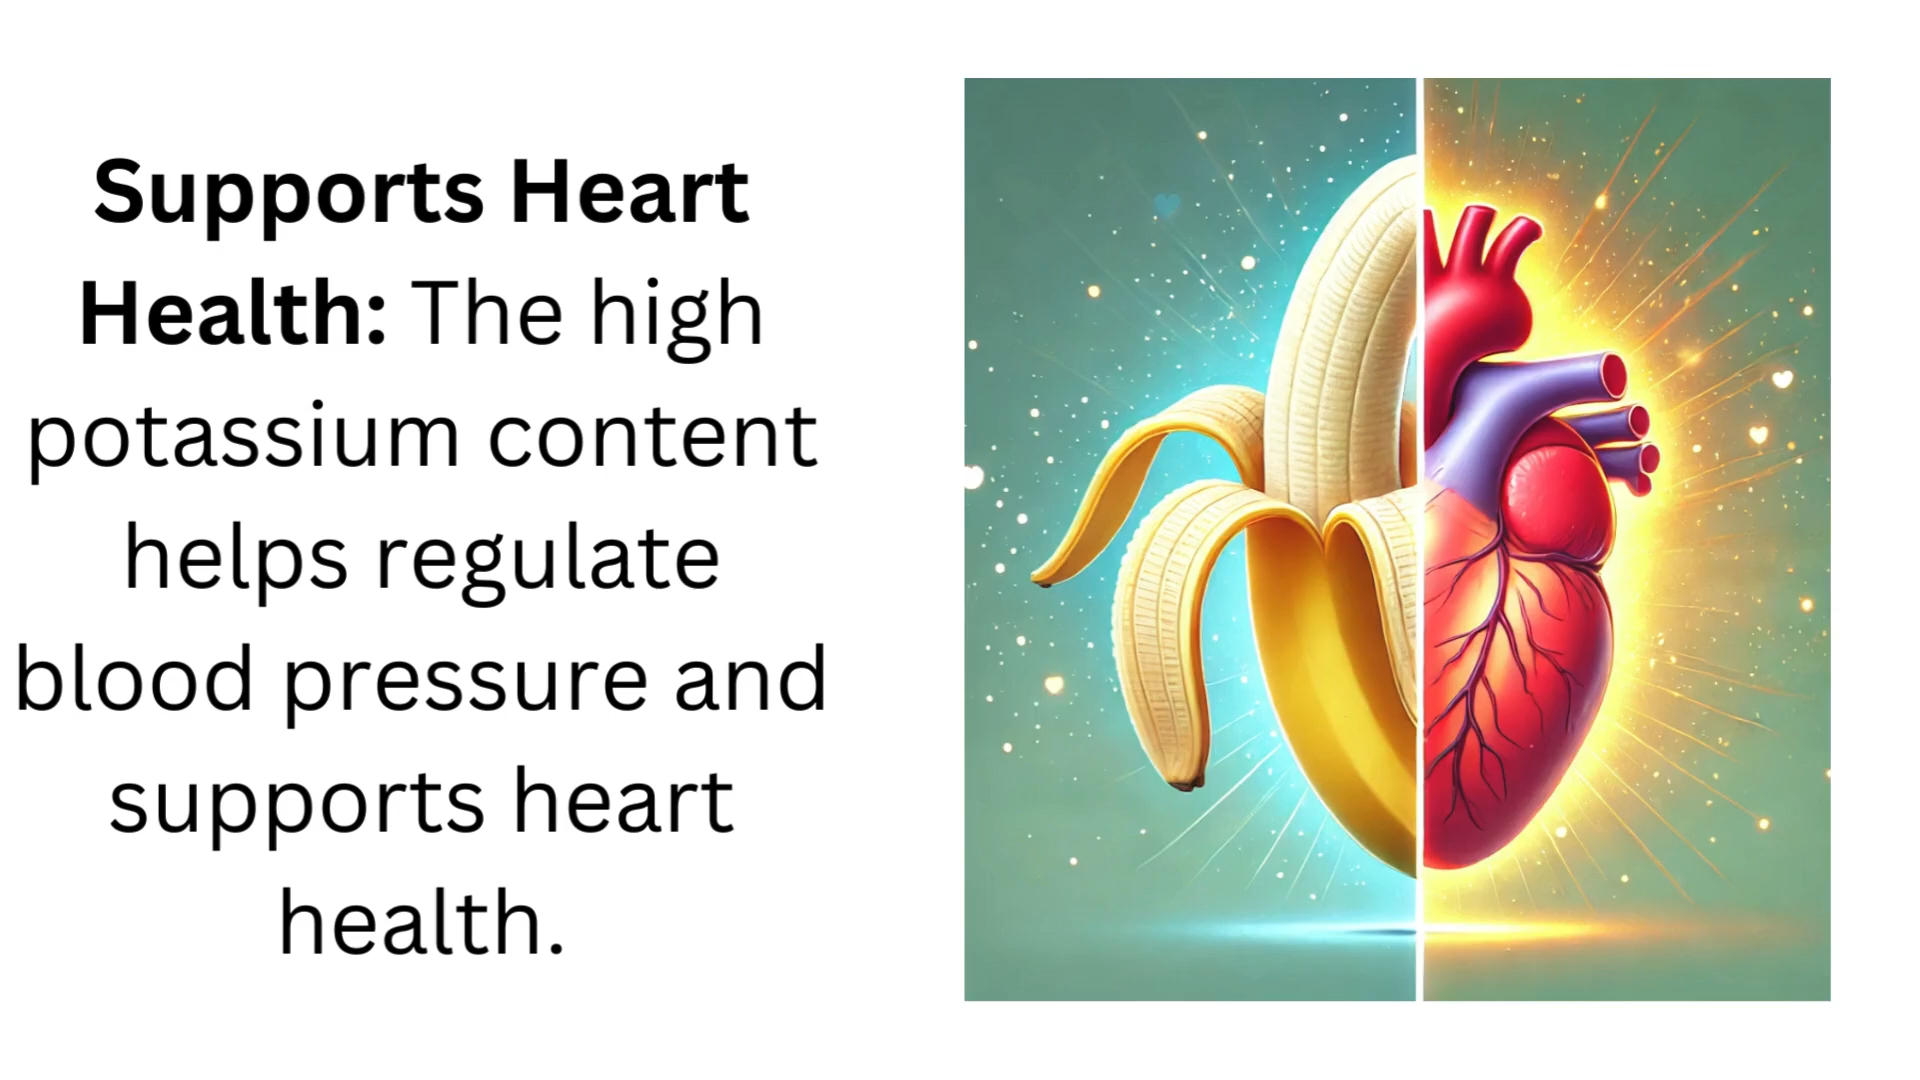 Supports Heart
Health: The high
potassium content
helps regulate
blood pressure and
supports heart
health.